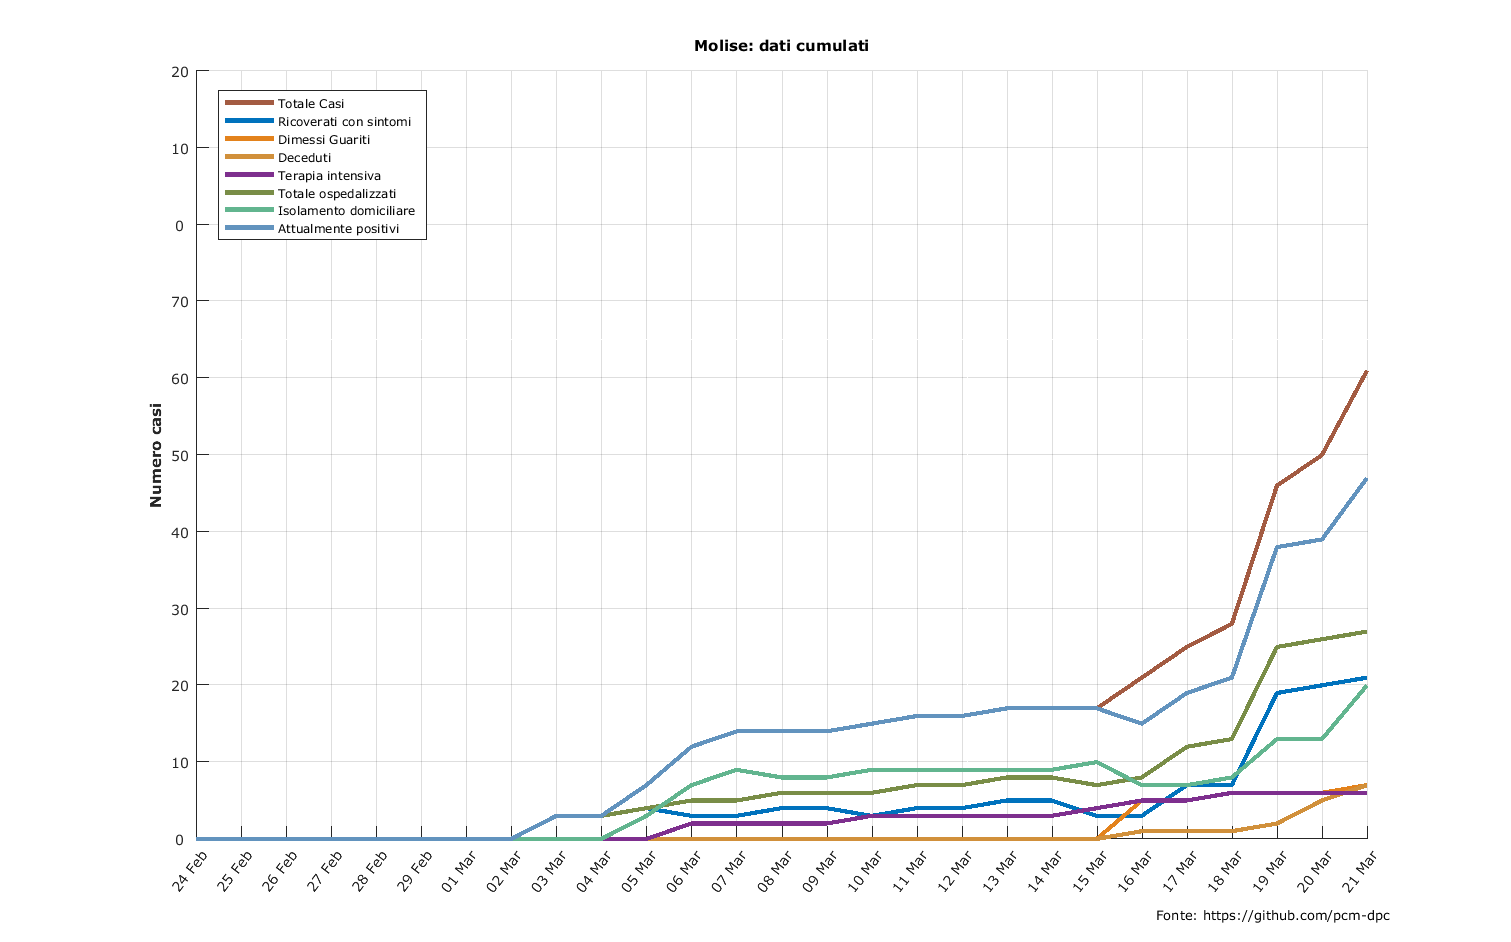 Molise: dati cumulati
20
10
0
70
60
50
40
30
20
10
0
Numero casi
Totale Casi
Ricoverati con sintomi
Dimessi Guariti
Deceduti
Terapia intensiva
Totale ospedalizzati
Isolamento domiciliare
Attualmente positivi
24 Feb
25 Feb
26 Feb
27 Feb
28 Feb
29 Feb
01 Mar
02 Mar
03 Mar
04 Mar
05 Mar
06 Mar
07 Mar
08 Mar
09 Mar
10 Mar
11 Mar
12 Mar
13 Mar
14 Mar
15 Mar
16 Mar
17 Mar
18 Mar
19 Mar
20 Mar
21 Mar
Fonte: https://github.com/pcm-dpc